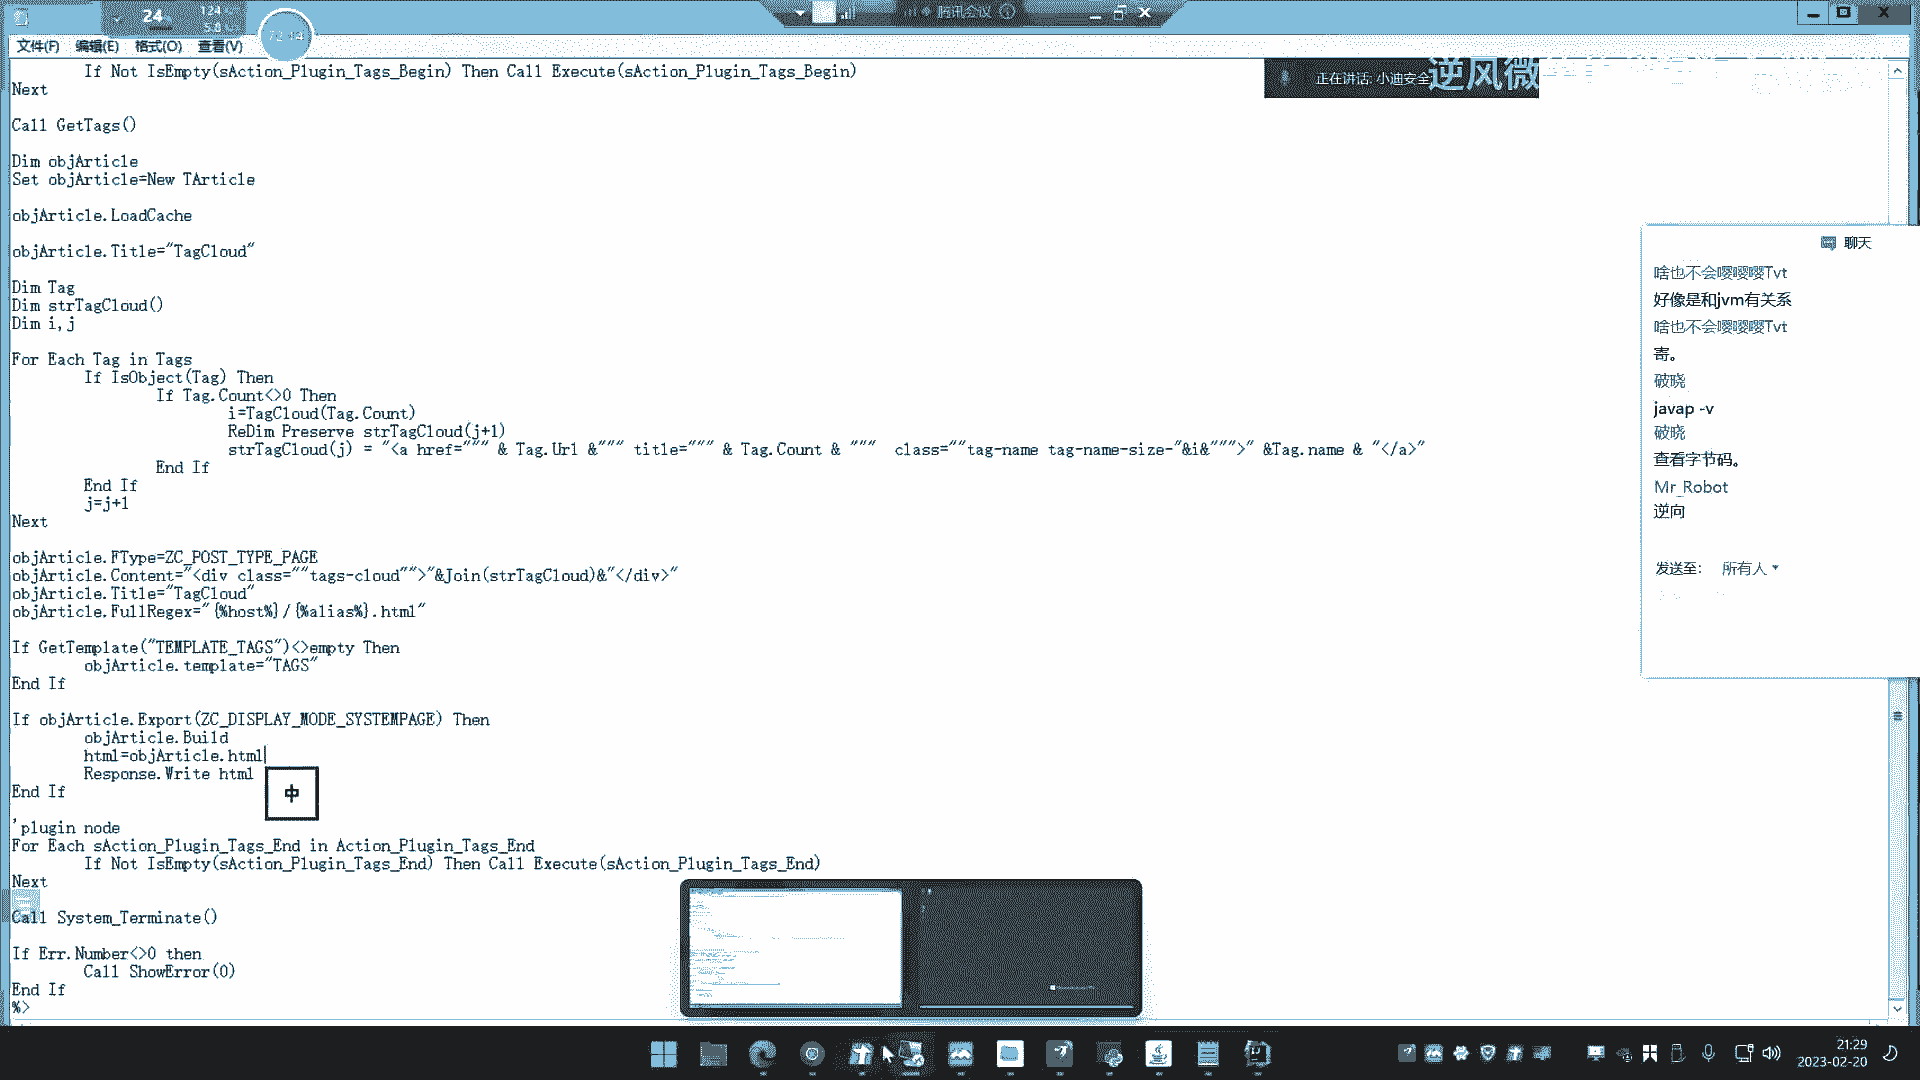 24
124
5.8
72:14
腾讯会议
文件(F) 编辑(E) 格式(O) 查看(V)
正在讲话: 小迪安全
逆风微
If Not IsEmpty(sAction_Plugin_Tags_Begin) Then Call Execute(sAction_Plugin_Tags_Begin)
Next
Call GetTags()
Dim objArticle
Set objArticle=New TArticle
objArticle.LoadCache
objArticle.Title="TagCloud"
Dim Tag
Dim strTagCloud()
Dim i,j
For Each Tag in Tags
If IsObject(Tag) Then
If Tag.Count<>0 Then
i=TagCloud(Tag.Count)
ReDim Preserve strTagCloud(j+1)
strTagCloud(j) = "<a href=""" & Tag.Url &""" title=""" & Tag.Count & """  class=""tag-name tag-name-size-"&i&""">" &Tag.name & "</a>"
End If
End If
j=j+1
Next
objArticle.FType=ZC_POST_TYPE_PAGE
objArticle.Content="<div class=""tags-cloud"">"&Join(strTagCloud)&"</div>"
objArticle.Title="TagCloud"
objArticle.FullRegex="{%host%}/{%alias%}.html"
If GetTemplate("TEMPLATE_TAGS")<>empty Then
objArticle.template="TAGS"
End If
If objArticle.Export(ZC_DISPLAY_MODE_SYSTEMPAGE) Then
objArticle.Build
html=objArticle.html
Response.Write html
End If
中
'plugin node
For Each sAction_Plugin_Tags_End in Action_Plugin_Tags_End
If Not IsEmpty(sAction_Plugin_Tags_End) Then Call Execute(sAction_Plugin_Tags_End)
Next
Call System_Terminate()
If Err.Number<>0 then
Call ShowError(0)
End If
%>
聊天
啥也不会嘤嘤嘤Tvt
好像是和jvm有关系
啥也不会嘤嘤嘤Tvt
寄。
破晓
javap -v
破晓
查看字节码。
Mr_Robot
逆向
发送至: 所有人
21:29
2023-02-20